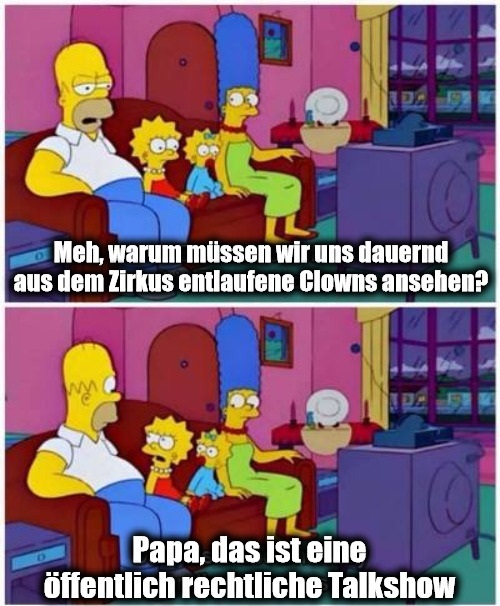 Meh, warum müssen wir uns dauernd
aus dem Zirkus entlaufene Clowns ansehen?
Papa, das ist eine
öffentlich rechtliche Talkshow